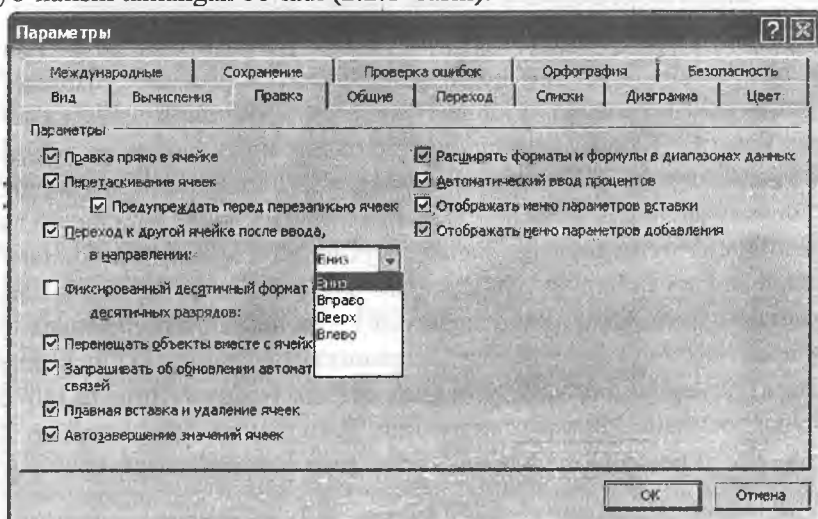 Параметры
Международные Сохранение Проверка ошибок Орфография Безопасность
Вид Вычисления Правка Общие Переход Списки Диаграмма Цвет
Параметры
Правка прямо в ячейке
Перетаскивание ячеек
Предупреждать перед перезаписью ячеек
Переход к другой ячейке после ввода,
в направлении: Вниз
Вниз
Вправо
Вверх
Влево
Фиксированный десятичный формат
десятичных разрядов:
Перемещать объекты вместе с ячейк
Запрашивать об обновлении автомат
связей
Плавная вставка и удаление ячеек
Автозавершение значений ячеек
Расширять форматы и формулы в диапазонах данных
Автоматический ввод процентов
Отображать меню параметров вставки
Отображать меню параметров добавления
ОК Отмена